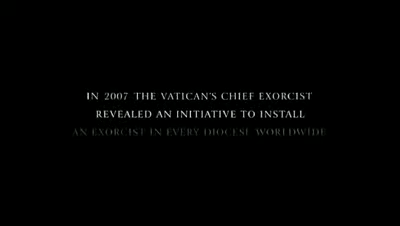 IN 2007 THE VATICAN'S CHIEF EXORCIST
REVEALED AN INITIATIVE TO INSTALL
AN EXORCIST IN EVERY DIOCESE WORLDWIDE